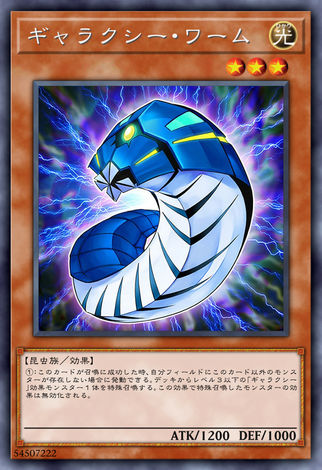 ギャラクシー・ワーム
光
【昆虫族/効果】
①:このカードが召喚に成功した時、自分フィールドにこのカード以外のモン
スターが存在しない場合に発動できる。デッキからレベル3以下の「ギャラクシー」
効果モンスター1体を特殊召喚する。この効果で特殊召喚したモンスターの効
果は無効化される。
ATK/1200 DEF/1000
54507222